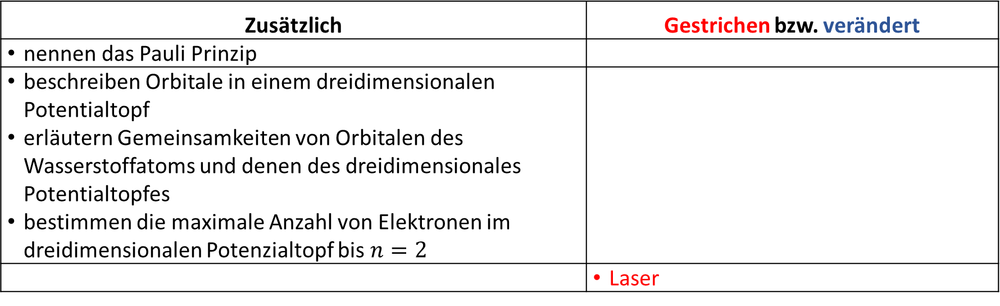 Zusätzlich
Gestrichen bzw. verändert
• nennen das Pauli Prinzip
• beschreiben Orbitale in einem dreidimensionalen
Potentialtopf
• erläutern Gemeinsamkeiten von Orbitalen des
Wasserstoffatoms und denen des dreidimensionales
Potentialtopfes
• bestimmen die maximale Anzahl von Elektronen im
dreidimensionalen Potenzialtopf bis n = 2
• Laser